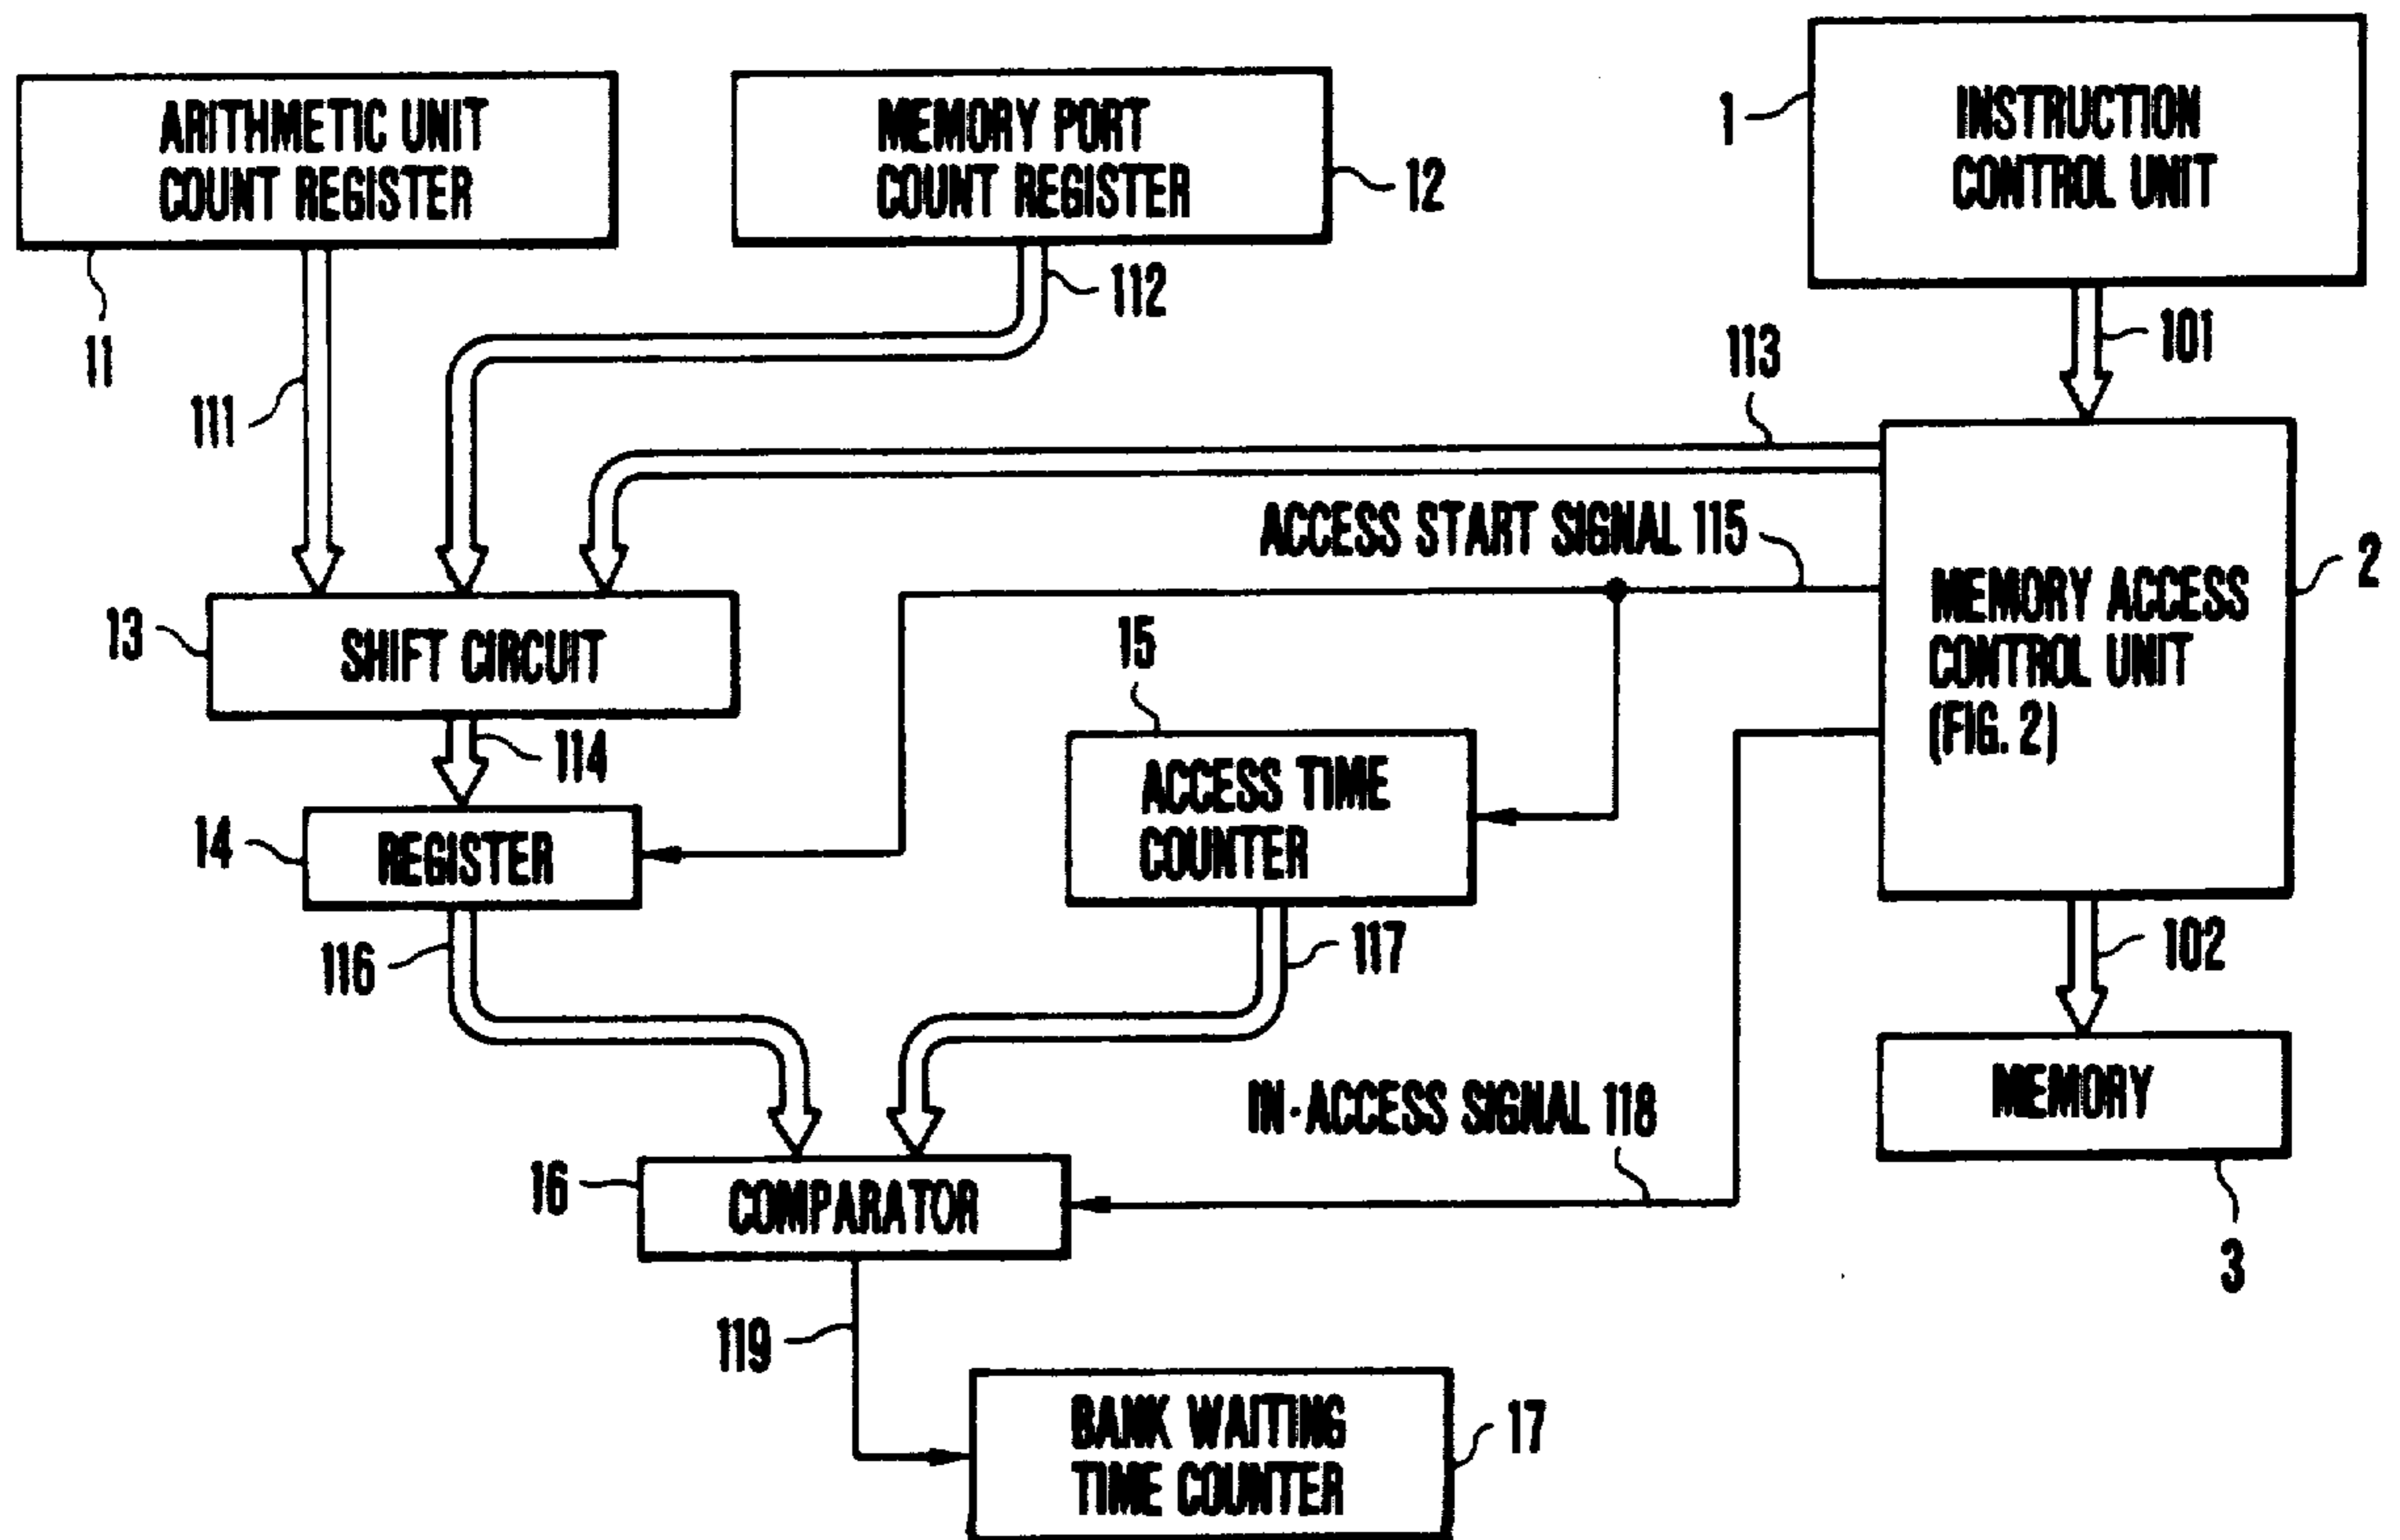 ARITHMETIC UNIT
COUNT REGISTER
11
111
MEMORY PORT
COUNT REGISTER
12
112
1
INSTRUCTION
CONTROL UNIT
101
113
ACCESS START SIGNAL 115
2
MEMORY ACCESS
CONTROL UNIT
(FIG. 2)
13
SHIFT CIRCUIT
114
15
ACCESS TIME
COUNTER
14
REGISTER
116
117
102
IN-ACCESS SIGNAL 118
MEMORY
3
16
COMPARATOR
119
BANK WAITING
TIME COUNTER
17